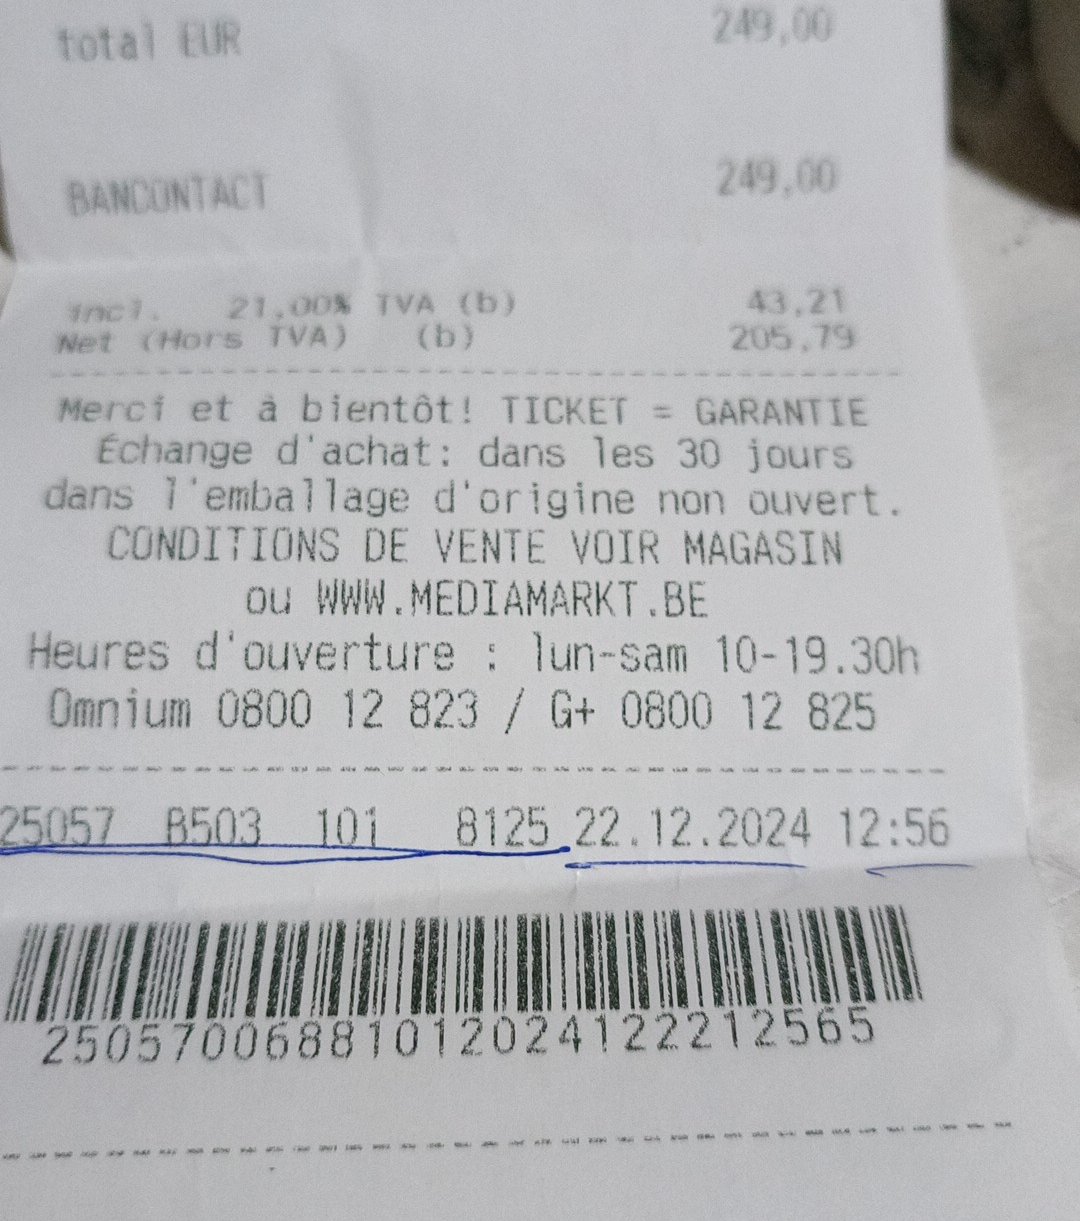 total EUR 249,00
BANCONTACT 249,00
incl. 21,00% TVA (b) 43,21
Net (Hors TVA) (b) 205,79
Merci et à bientôt! TICKET = GARANTIE
Échange d'achat: dans les 30 jours
dans l'emballage d'origine non ouvert.
CONDITIONS DE VENTE VOIR MAGASIN
ou WWW.MEDIAMARKT.BE
Heures d'ouverture : lun-sam 10-19.30h
Omnium 0800 12 823 / G+ 0800 12 825
25057 B503 101 8125 22.12.2024 12:56
25057006881012024122212565